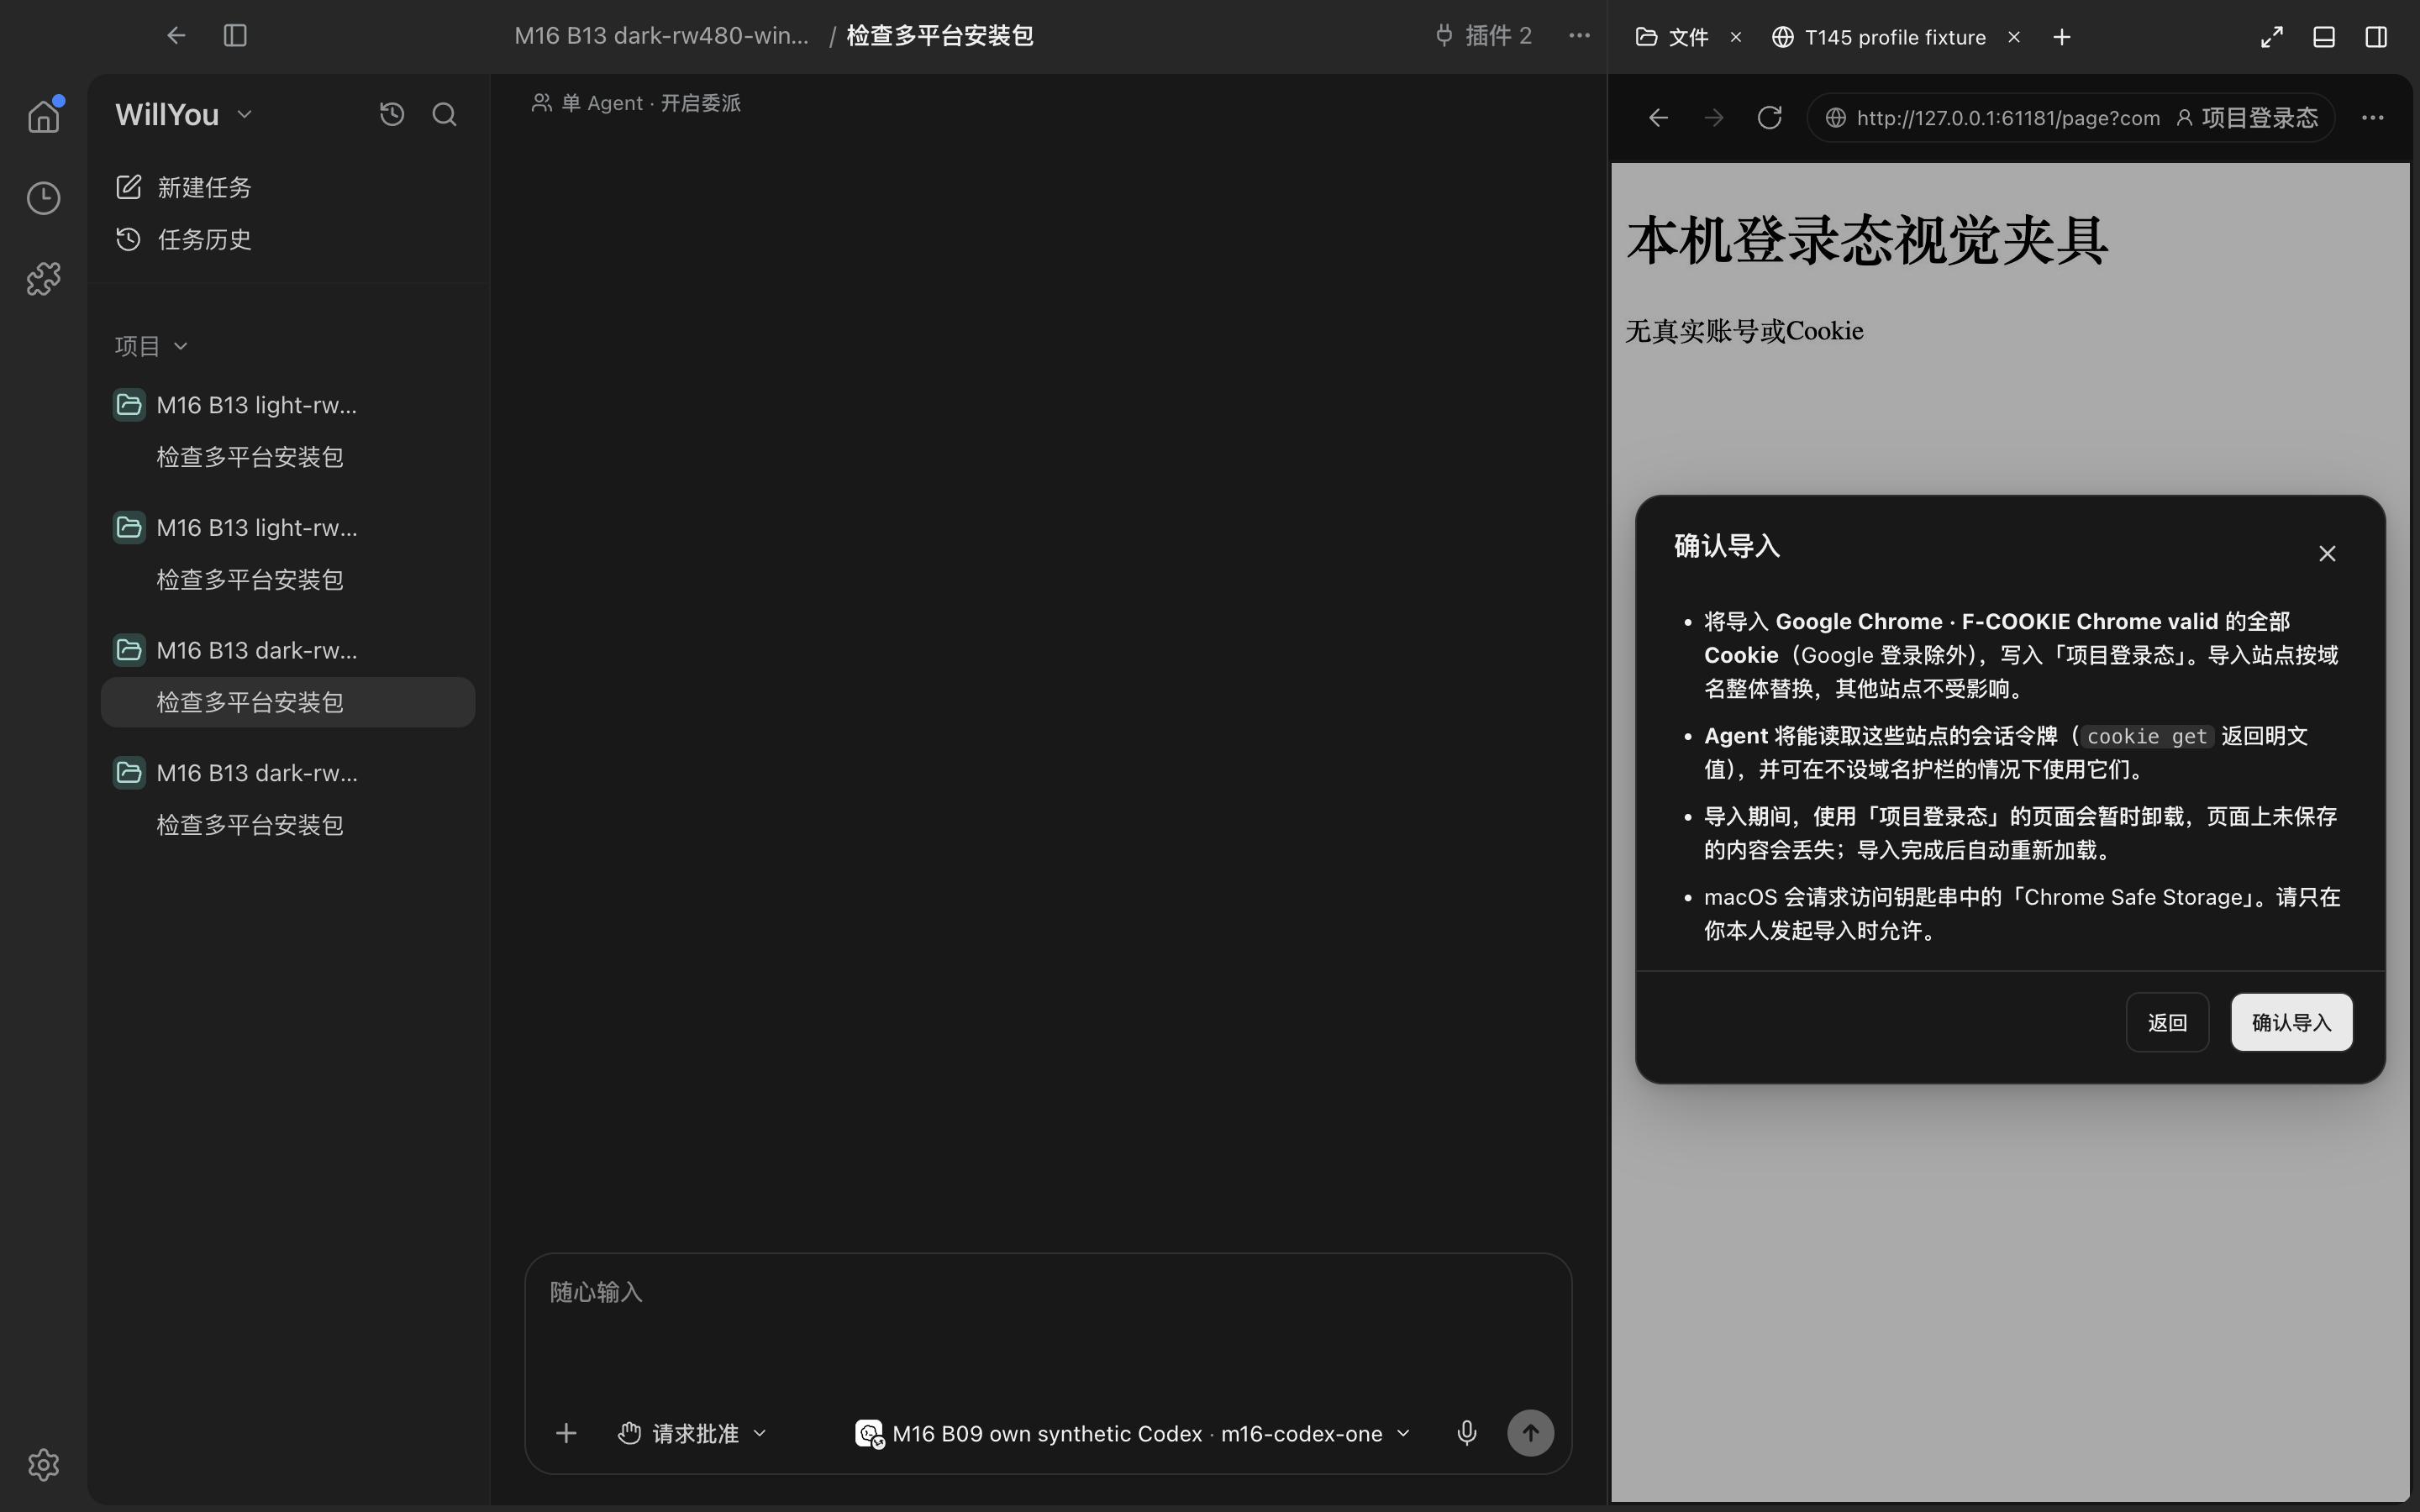 M16 B13 dark-rw480-win... / 检查多平台安装包
插件 2
文件
T145 profile fixture
WillYou
新建任务
任务历史
项目
M16 B13 light-rw...
检查多平台安装包
M16 B13 light-rw...
检查多平台安装包
M16 B13 dark-rw...
检查多平台安装包
M16 B13 dark-rw...
检查多平台安装包
单 Agent · 开启委派
随心输入
请求批准
M16 B09 own synthetic Codex · m16-codex-one
http://127.0.0.1:61181/page?com
项目登录态
本机登录态视觉夹具
无真实账号或Cookie
确认导入
将导入 Google Chrome · F-COOKIE Chrome valid 的全部
Cookie（Google 登录除外），写入「项目登录态」。导入站点按域
名整体替换，其他站点不受影响。
Agent 将能读取这些站点的会话令牌（cookie get 返回明文
值），并可在不设域名护栏的情况下使用它们。
导入期间，使用「项目登录态」的页面会暂时卸载，页面上未保存
的内容会丢失；导入完成后自动重新加载。
macOS 会请求访问钥匙串中的「Chrome Safe Storage」。请只在
你本人发起导入时允许。
返回
确认导入